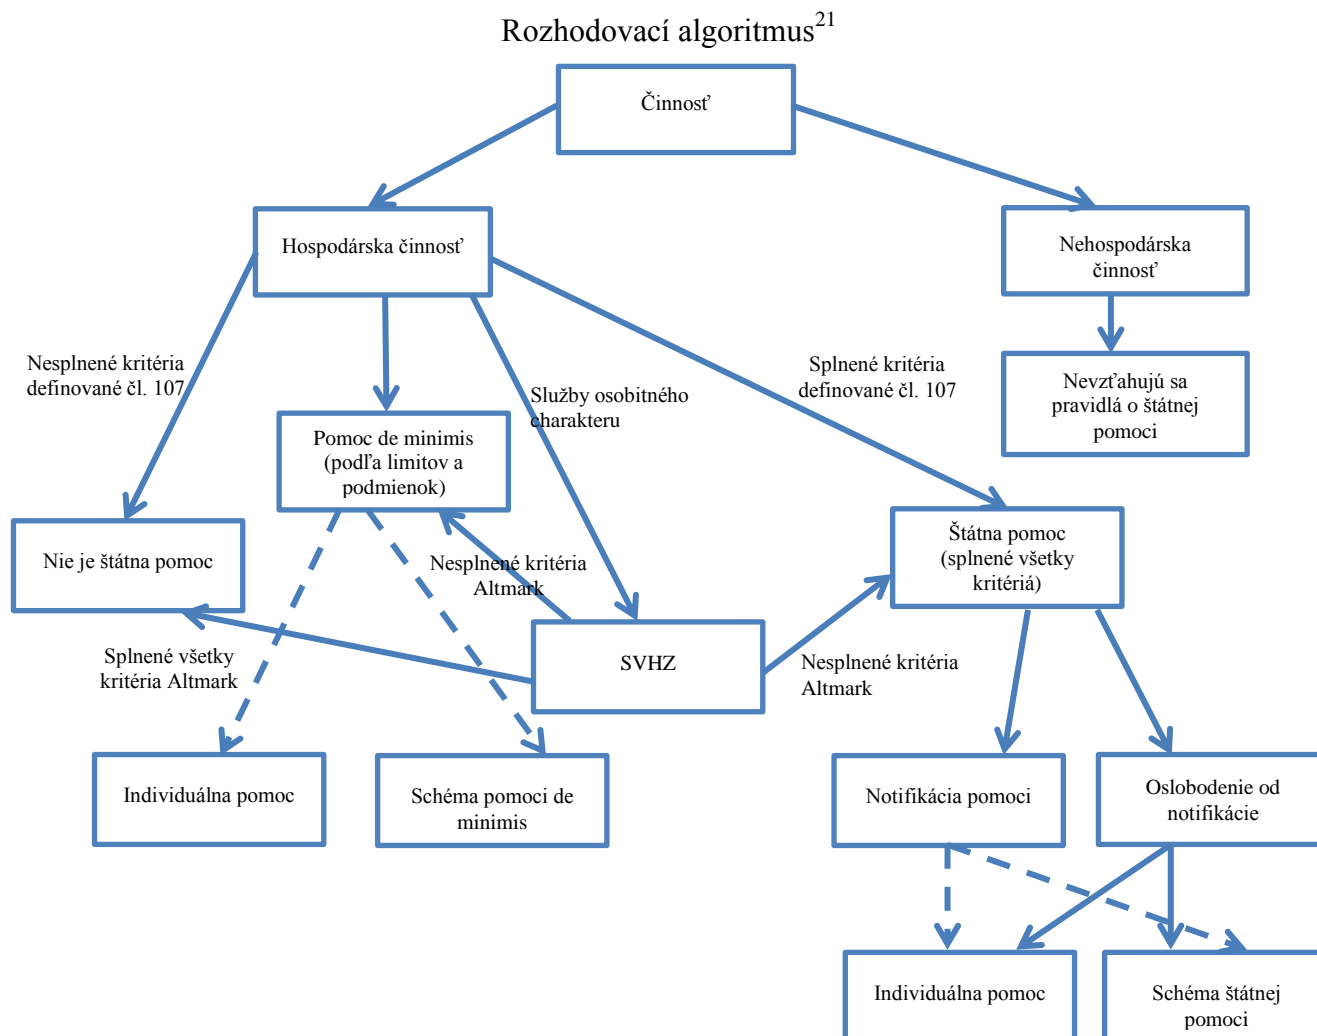 Rozhodovací algoritmus21
Činnosť
Hospodárska činnosť
Nehospodárska
činnosť
Nesplnené kritéria
definované čl. 107
Splnené kritéria
definované čl. 107
Služby osobitného
charakteru
Nevzťahujú sa
pravidlá o štátnej
pomoci
Pomoc de minimis
(podľa limitov a
podmienok)
Nie je štátna pomoc
Nesplnené kritéria
Altmark
Štátna pomoc
(splnené všetky
kritériá)
Splnené všetky
kritéria Altmark
SVHZ
Nesplnené kritéria
Altmark
Individuálna pomoc
Schéma pomoci de
minimis
Notifikácia pomoci
Oslobodenie od
notifikácie
Individuálna pomoc
Schéma štátnej
pomoci